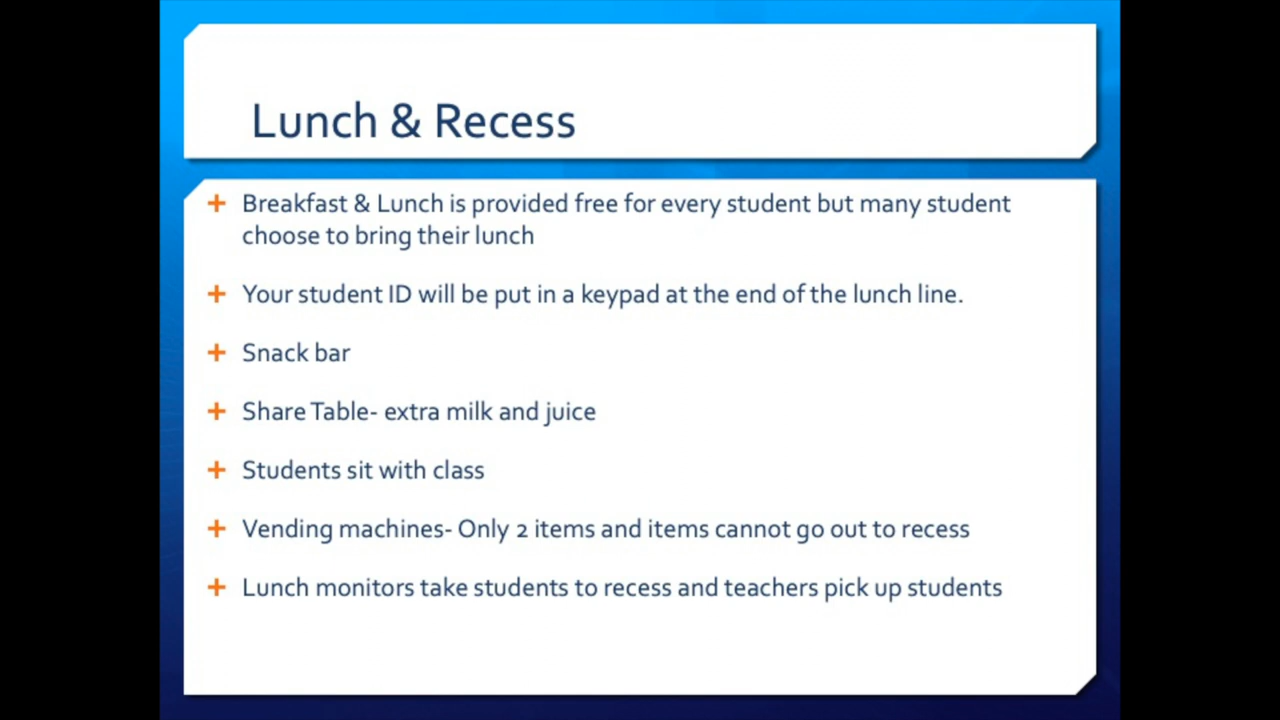 Lunch & Recess
Breakfast & Lunch is provided free for every student but many student
choose to bring their lunch
Your student ID will be put in a keypad at the end of the lunch line.
Snack bar
Share Table- extra milk and juice
Students sit with class
Vending machines- Only 2 items and items cannot go out to recess
Lunch monitors take students to recess and teachers pick up students